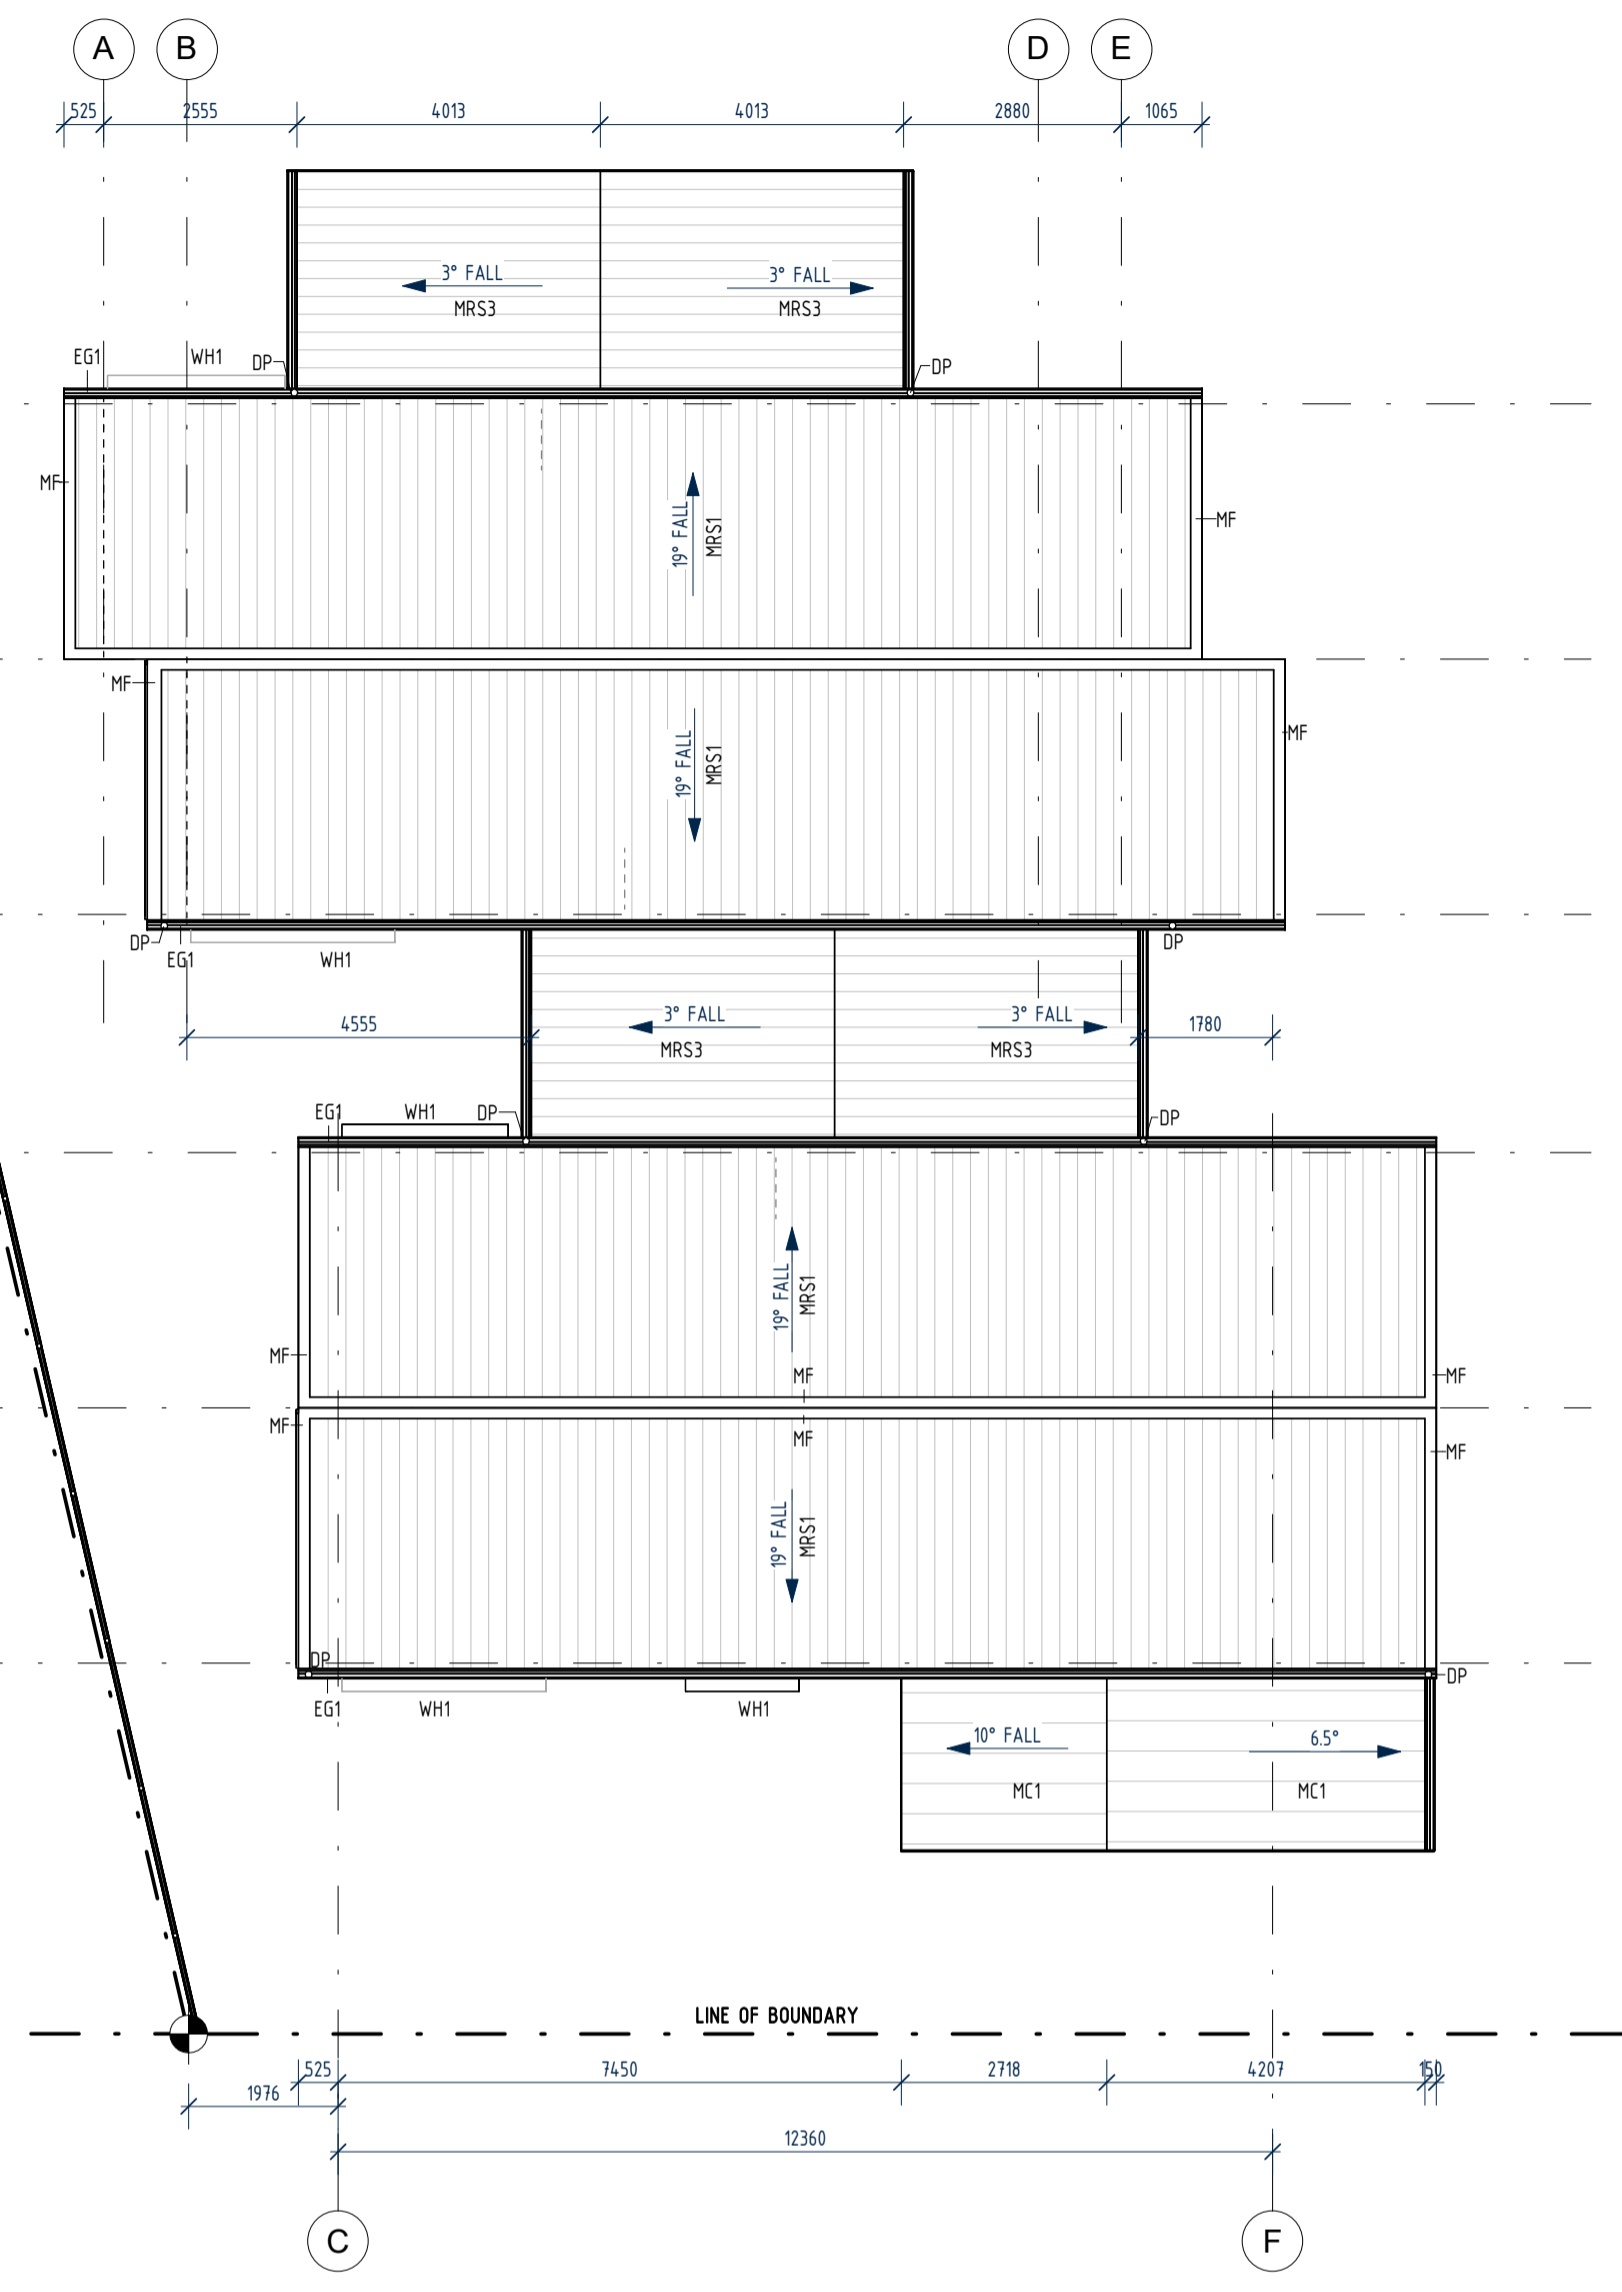 A B D E
525 2555 4013 4013 2880 1065
3° FALL 3° FALL
MRS3 MRS3
EG1 WH1 DP DP
MF
19° FALL MRS1
MF
MF
19° FALL MRS1
MF
DP EG1 WH1 DP
4555 3° FALL 3° FALL 1780
MRS3 MRS3
EG1 WH1 DP DP
19° FALL MRS1
MF MF MF
MF MF MF
19° FALL MRS1
DP DP
EG1 WH1 WH1
10° FALL 6.5°
MC1 MC1
LINE OF BOUNDARY
525 7450 2718 4207 150
1976
12360
C F